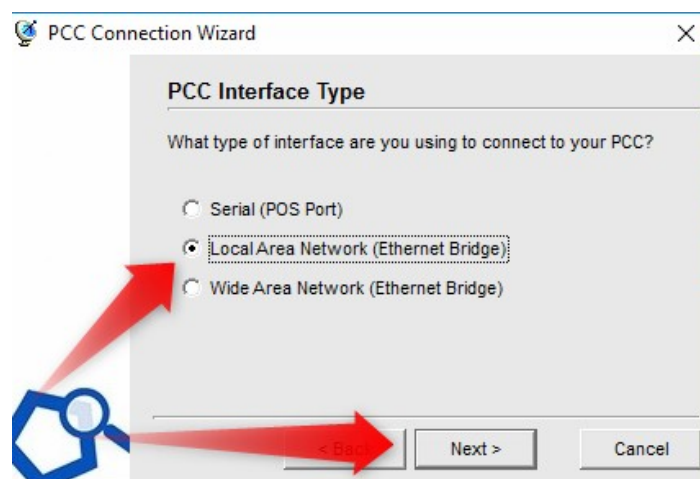 PCC Connection Wizard
PCC Interface Type
What type of interface are you using to connect to your PCC?
Serial (POS Port)
Local Area Network (Ethernet Bridge)
Wide Area Network (Ethernet Bridge)
< Back
Next >
Cancel